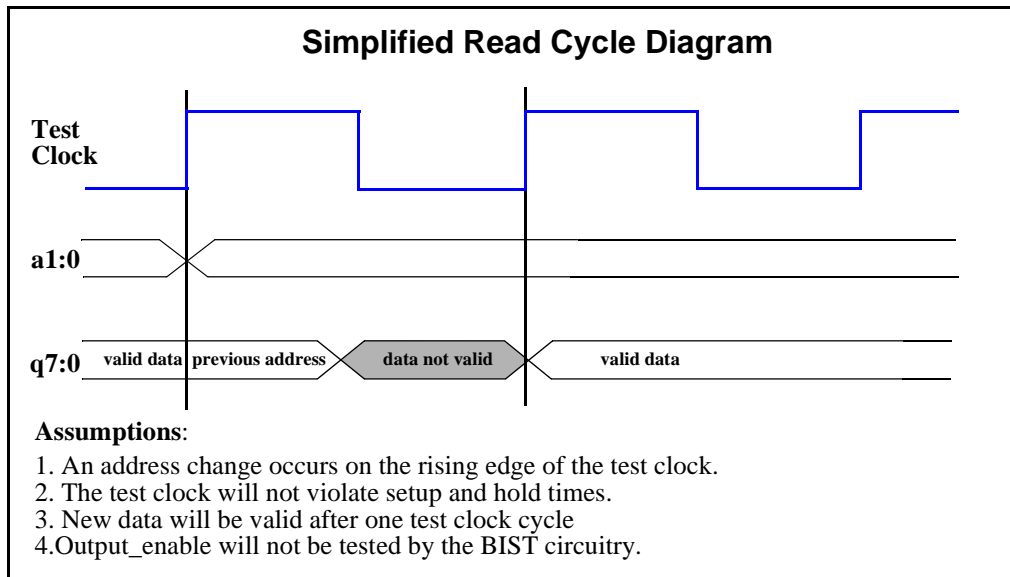 Simplified Read Cycle Diagram
Test
Clock
a1:0
q7:0
valid data previous address
data not valid
valid data
Assumptions:
1. An address change occurs on the rising edge of the test clock.
2. The test clock will not violate setup and hold times.
3. New data will be valid after one test clock cycle
4.Output_enable will not be tested by the BIST circuitry.